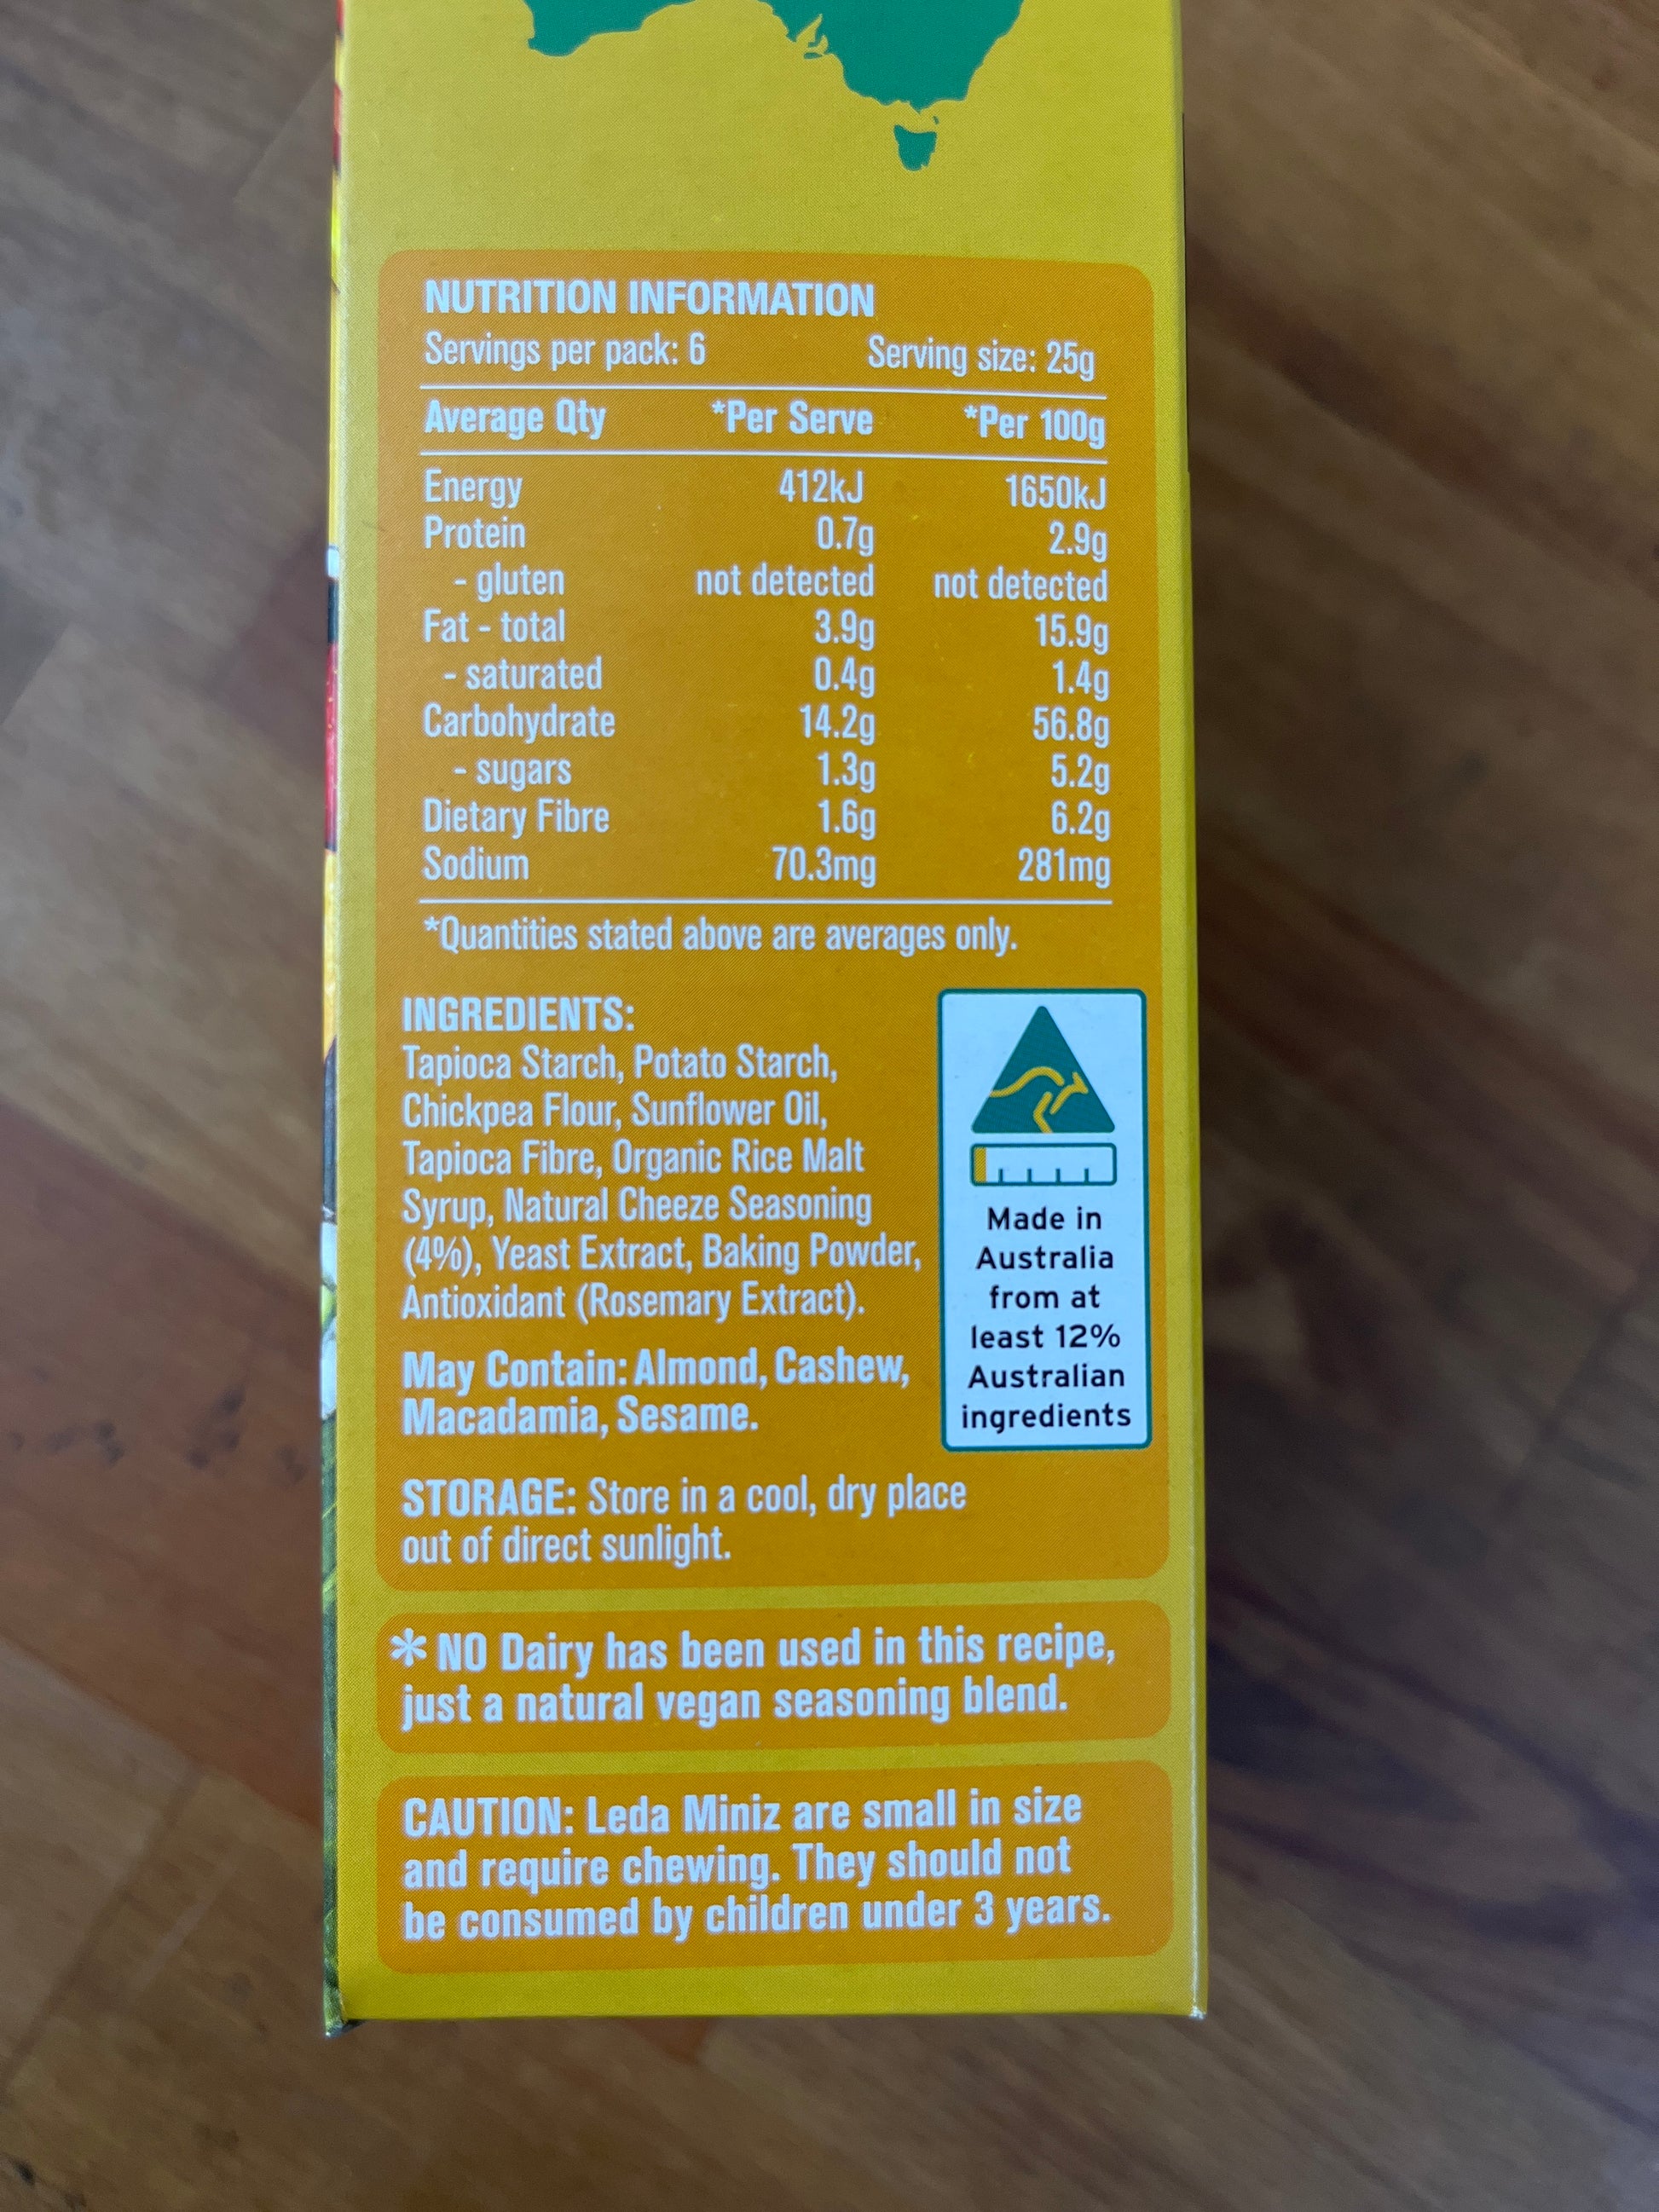 NUTRITION INFORMATION
Servings per pack: 6 Serving size: 25g
Average Qty *Per Serve *Per 100g
Energy 412kJ 1650kJ
Protein 0.7g 2.9g
- gluten not detected not detected
Fat - total 3.9g 15.9g
- saturated 0.4g 1.4g
Carbohydrate 14.2g 56.8g
- sugars 1.3g 5.2g
Dietary Fibre 1.6g 6.2g
Sodium 70.3mg 281mg
*Quantities stated above are averages only.
INGREDIENTS:
Tapioca Starch, Potato Starch,
Chickpea Flour, Sunflower Oil,
Tapioca Fibre, Organic Rice Malt
Syrup, Natural Cheeze Seasoning
(4%), Yeast Extract, Baking Powder,
Antioxidant (Rosemary Extract).
May Contain: Almond, Cashew,
Macadamia, Sesame.
Made in
Australia
from at
least 12%
Australian
ingredients
STORAGE: Store in a cool, dry place
out of direct sunlight.
* NO Dairy has been used in this recipe,
just a natural vegan seasoning blend.
CAUTION: Leda Miniz are small in size
and require chewing. They should not
be consumed by children under 3 years.